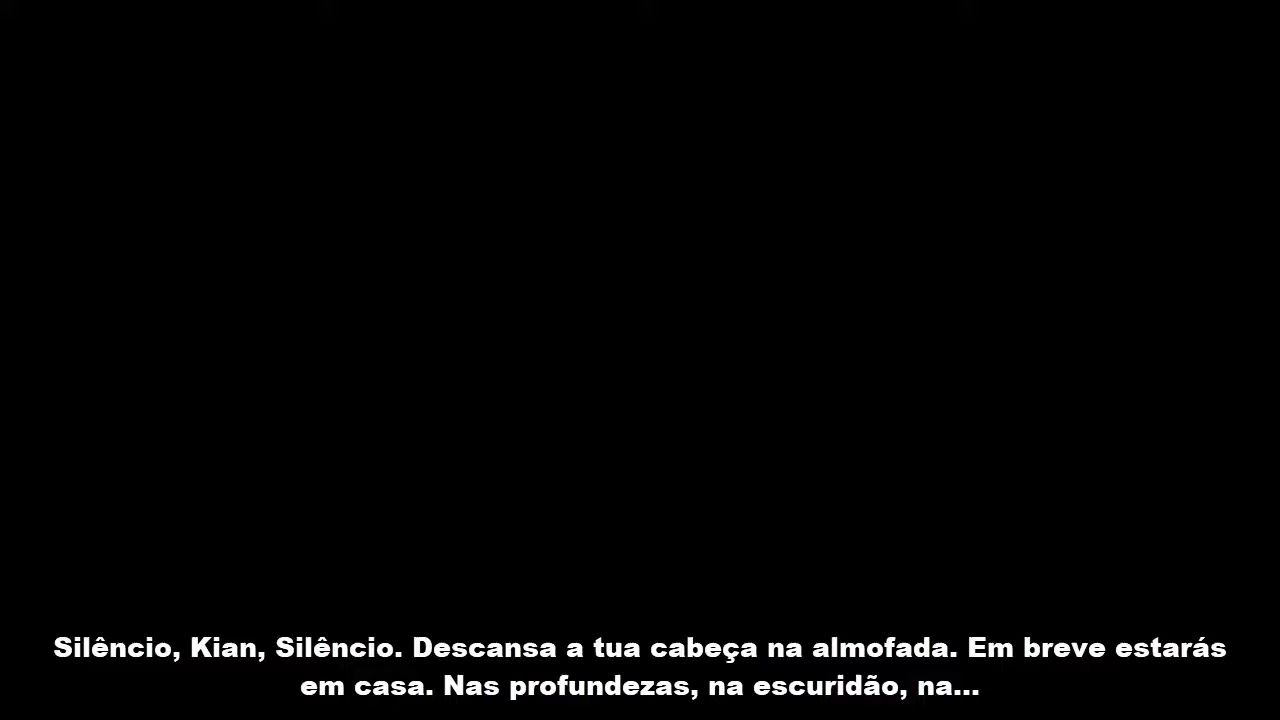 Silêncio, Kian, Silêncio. Descansa a tua cabeça na almofada. Em breve estarás
em casa. Nas profundezas, na escuridão, na...